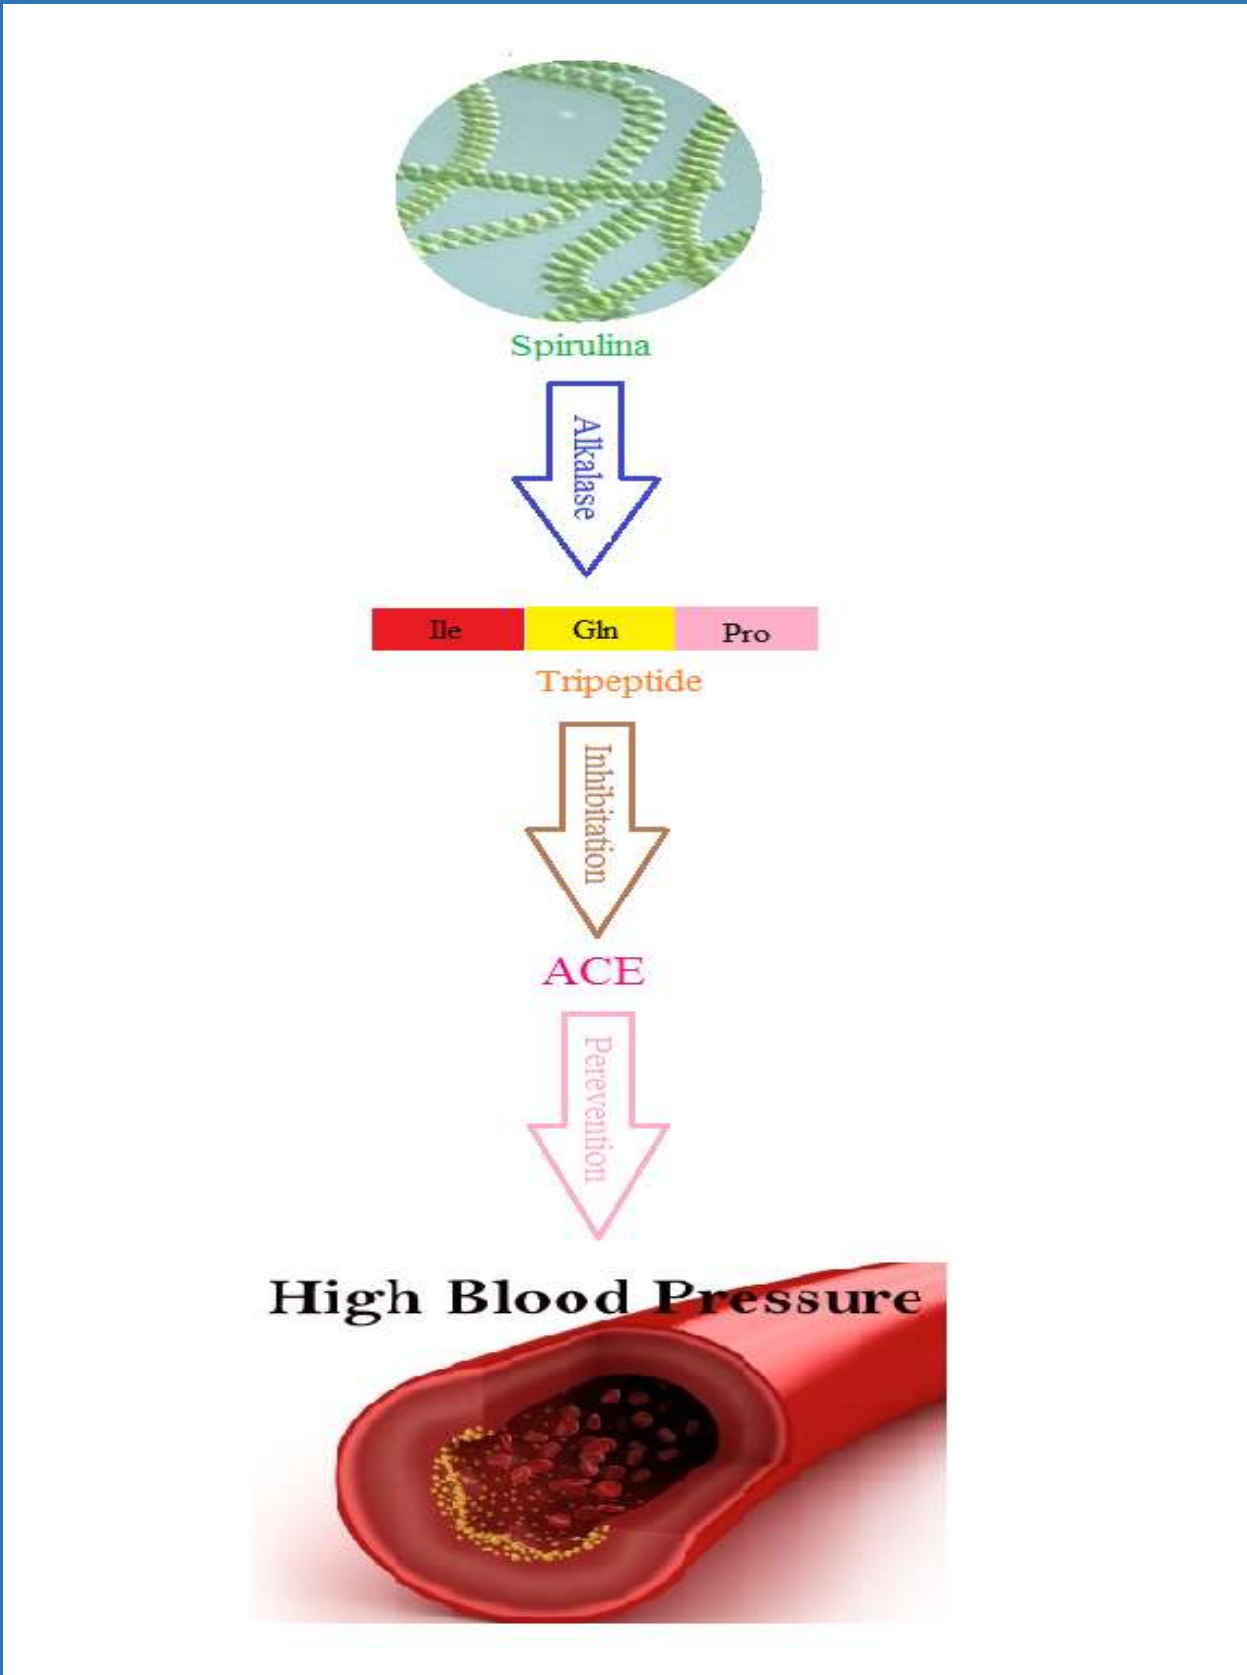 Spirulina
Alkalase
Ile Gln Pro
Tripeptide
Inhibitation
ACE
Perevention
High Blood Pressure